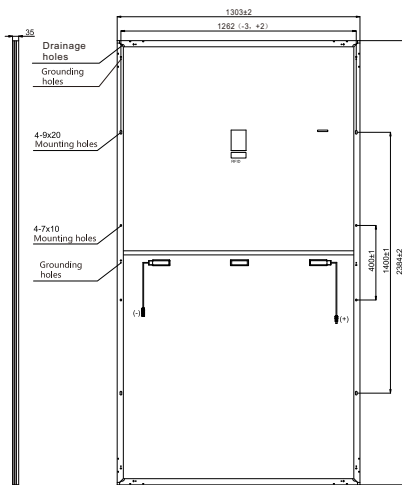 1303±2
1262 (-3, +2)
35
Drainage
holes
Grounding
holes
4-9x20
Mounting holes
RFID
4-7x10
Mounting holes
Grounding
holes
(-)
(+)
400±1
1400±1
2384±2